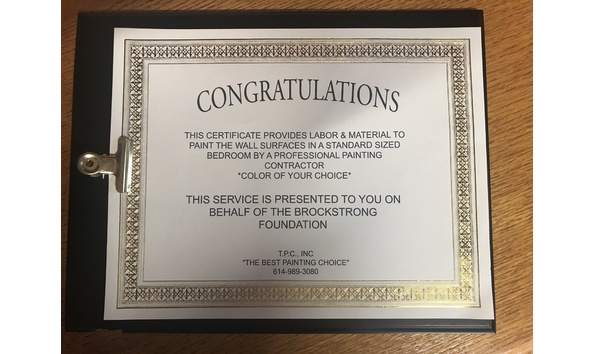 CONGRATULATIONS
THIS CERTIFICATE PROVIDES LABOR & MATERIAL TO
PAINT THE WALL SURFACES IN A STANDARD SIZED
BEDROOM BY A PROFESSIONAL PAINTING
CONTRACTOR
*COLOR OF YOUR CHOICE*
THIS SERVICE IS PRESENTED TO YOU ON
BEHALF OF THE BROCKSTRONG
FOUNDATION
T.P.C., INC
"THE BEST PAINTING CHOICE"
614-989-3080